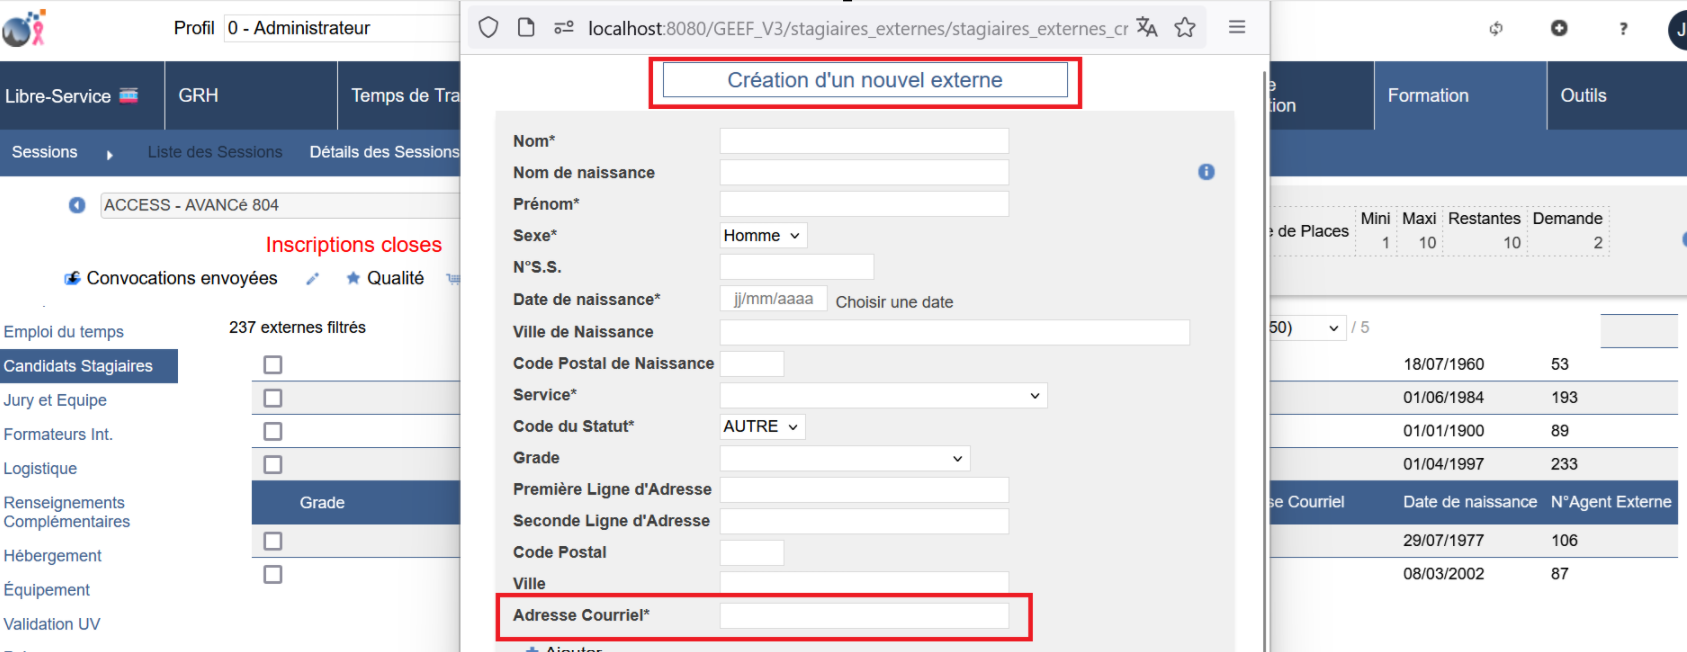 Profil 0 - Administrateur
localhost:8080/GEEF_V3/stagiaires_externes/stagiaires_externes_cr
?
J
Libre-Service
GRH
Temps de Tra
e
ion
Formation
Outils
Sessions
Liste des Sessions
Détails des Sessions
Création d'un nouvel externe
ACCESS - AVANCé 804
Inscriptions closes
Convocations envoyées
Qualité
e de Places
Mini Maxi Restantes Demande
1 10 10 2
Emploi du temps
Candidats Stagiaires
Jury et Equipe
Formateurs Int.
Logistique
Renseignements
Complémentaires
Hébergement
Équipement
Validation UV
237 externes filtrés
Grade
Nom*
Nom de naissance
Prénom*
Sexe* Homme
N°S.S.
Date de naissance* jj/mm/aaaa Choisir une date
Ville de Naissance
Code Postal de Naissance
Service*
Code du Statut* AUTRE
Grade
Première Ligne d'Adresse
Seconde Ligne d'Adresse
Code Postal
Ville
Adresse Courriel*
Ajouter
50) / 5
18/07/1960 53
01/06/1984 193
01/01/1900 89
01/04/1997 233
se Courriel Date de naissance N°Agent Externe
29/07/1977 106
08/03/2002 87